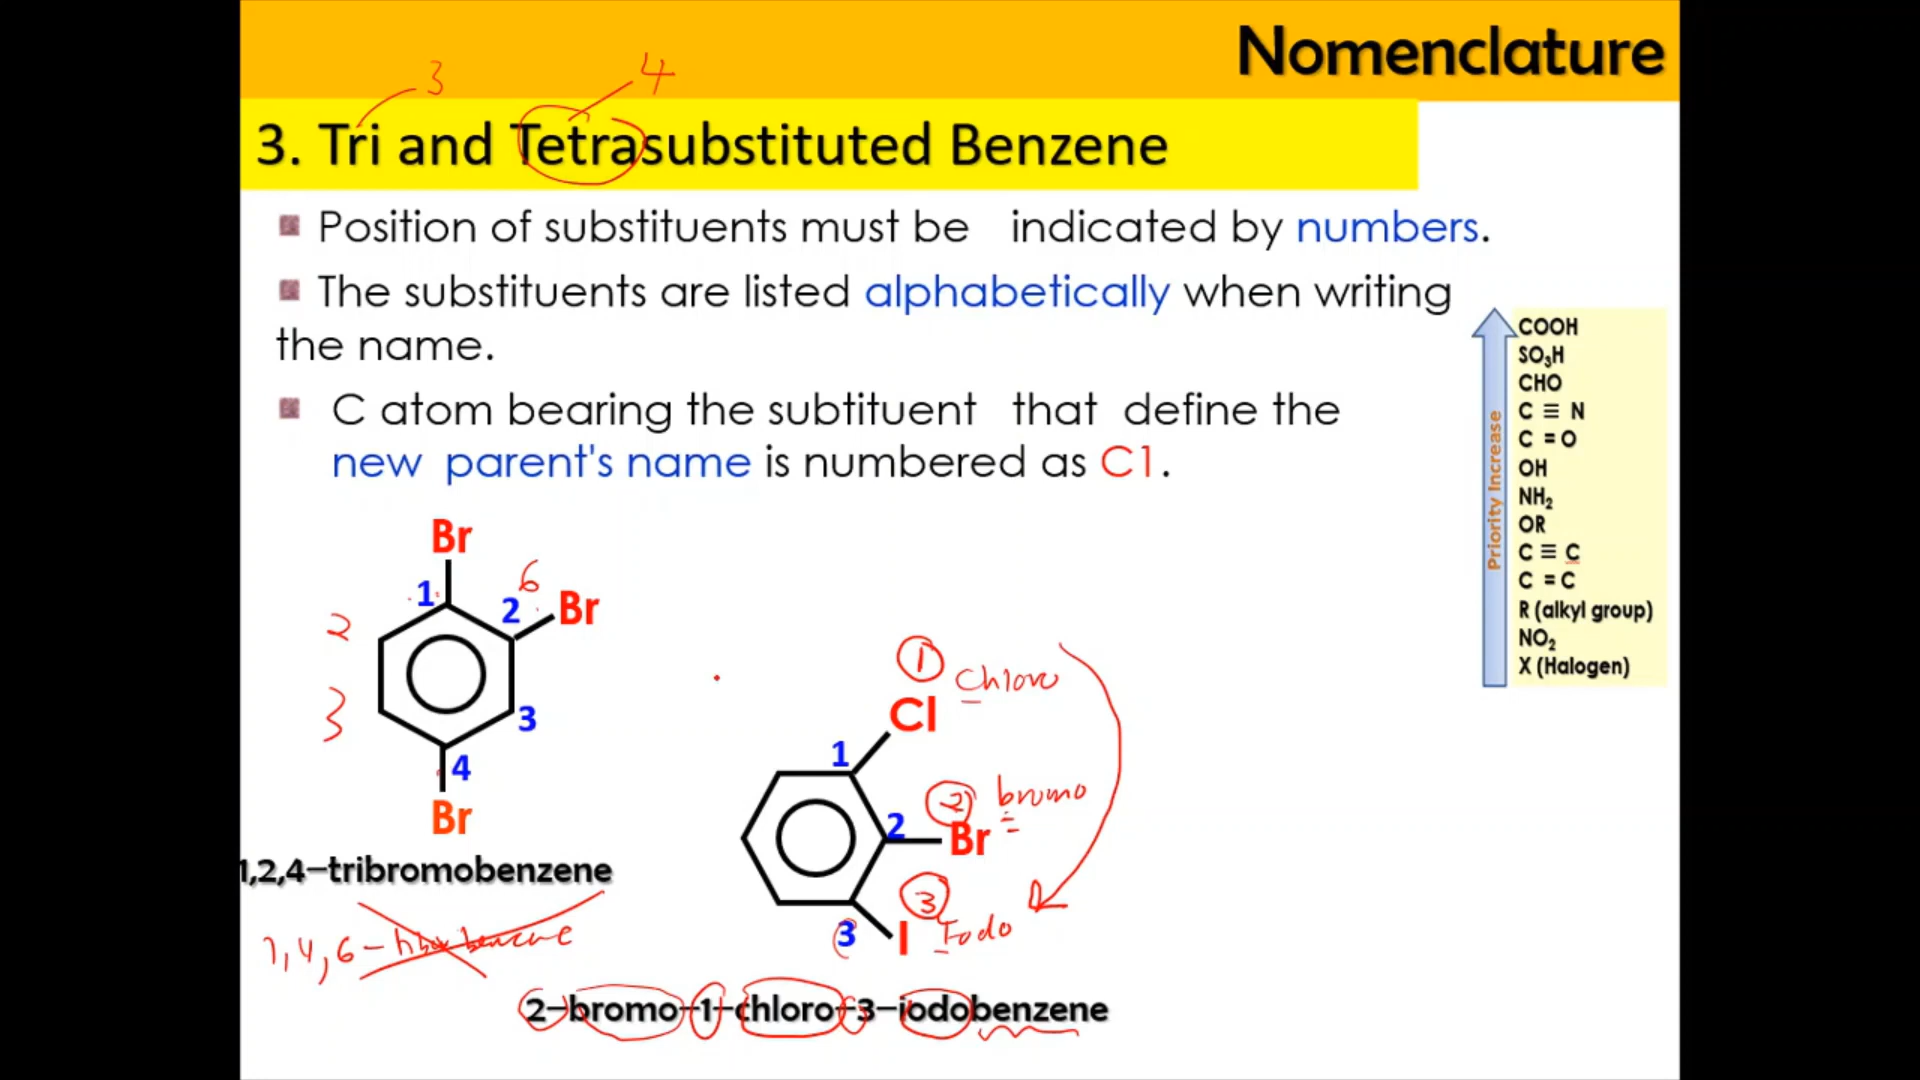 Nomenclature
3 4
3. Tri and Tetrasubstituted Benzene
Position of substituents must be indicated by numbers.
The substituents are listed alphabetically when writing
the name.
C atom bearing the subtituent that define the
new parent's name is numbered as C1.
Priority Increase
COOH
SO₃H
CHO
C ≡ N
C = O
OH
NH₂
OR
C ≡ C
C = C
R (alkyl group)
NO₂
X (Halogen)
Br
1 6
2 2 Br
3 3
4
Br
1,2,4-tribromobenzene
1,4,6-
1 Chloro
Cl
1
2 bromo
2 Br
3 Iodo
3 I
2-bromo-1-chloro-3-iodobenzene